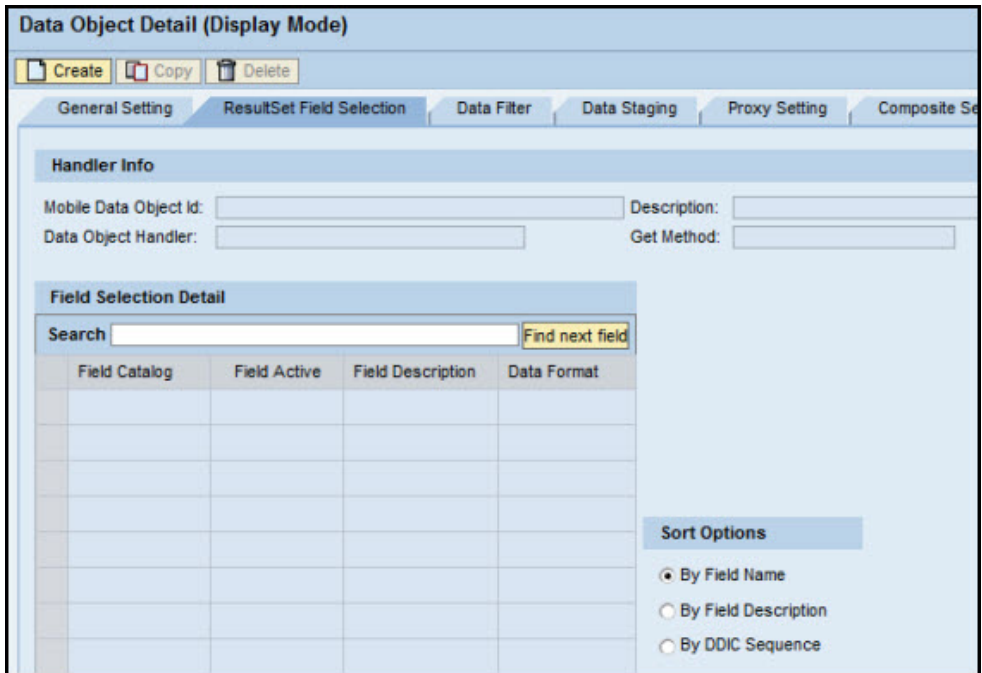 Data Object Detail (Display Mode)
Create Copy Delete
General Setting ResultSet Field Selection Data Filter Data Staging Proxy Setting Composite Se
Handler Info
Mobile Data Object Id: Description:
Data Object Handler: Get Method:
Field Selection Detail
Search Find next field
Field Catalog Field Active Field Description Data Format
Sort Options
By Field Name
By Field Description
By DDIC Sequence